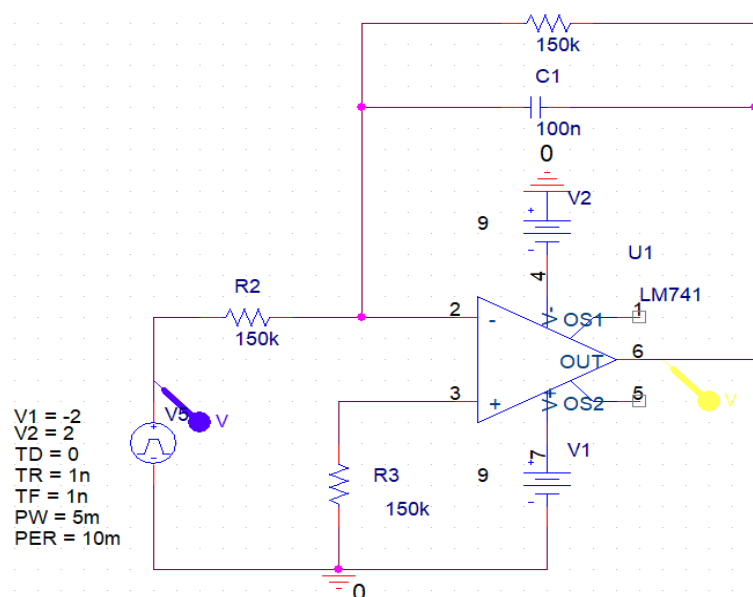 150k
C1
100n
0
V2
9
4
U1
R2
LM741
2
-
V-
OS1
1
150k
OUT
6
V
3
+
V+
OS2
5
V1 = -2
V2 = 2
TD = 0
TR = 1n
TF = 1n
PW = 5m
PER = 10m
V5
V
7
V1
R3
9
150k
0